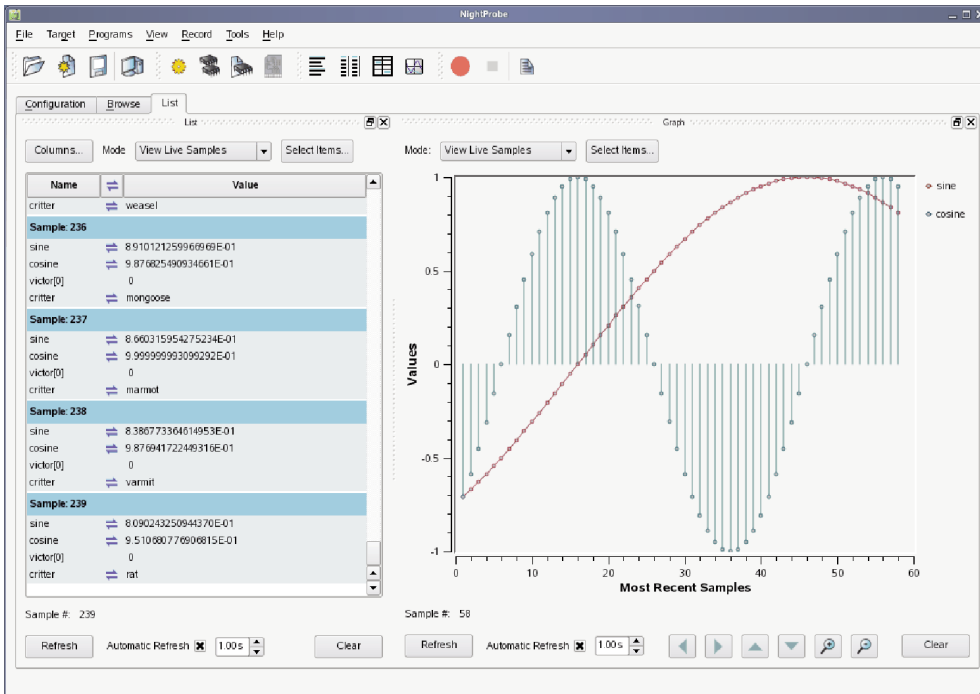 NightProbe
File Target Programs View Record Tools Help
Configuration Browse List
List
Columns... Mode View Live Samples Select Items...
Name Value
critter weasel
Sample: 236
sine 8.910121259966969E-01
cosine 9.876825490934661E-01
victor[0] 0
critter mongoose
Sample: 237
sine 8.660315954275234E-01
cosine 9.999999993099292E-01
victor[0] 0
critter marmot
Sample: 238
sine 8.386773364614953E-01
cosine 9.876941722449316E-01
victor[0] 0
critter varmit
Sample: 239
sine 8.090243250944370E-01
cosine 9.510680776906815E-01
victor[0] 0
critter rat
Sample #: 239
Refresh Automatic Refresh 1.00s Clear
Graph
Mode: View Live Samples Select Items...
sine
cosine
Values
1
0.5
0
-0.5
-1
0 10 20 30 40 50 60
Most Recent Samples
Sample #: 58
Refresh Automatic Refresh 1.00s Clear